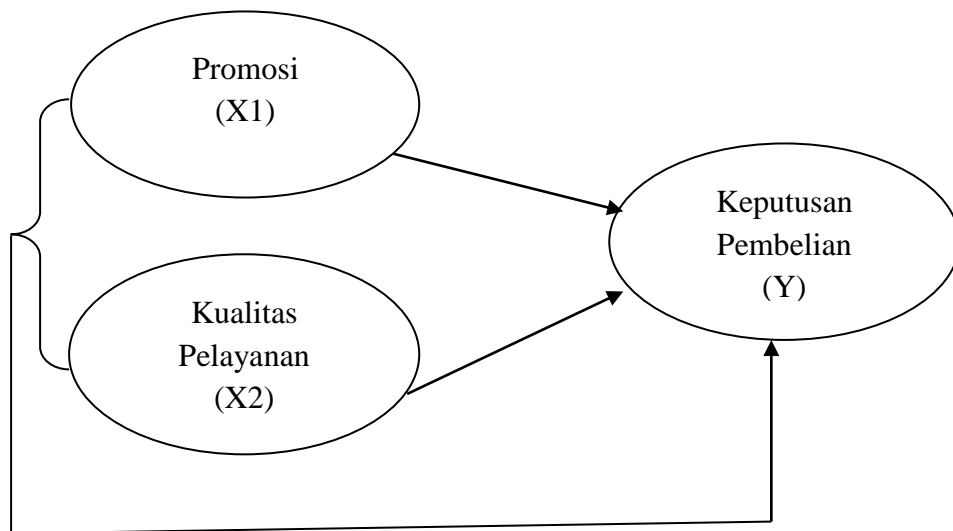 Promosi
(X1)
Keputusan
Pembelian
(Y)
Kualitas
Pelayanan
(X2)